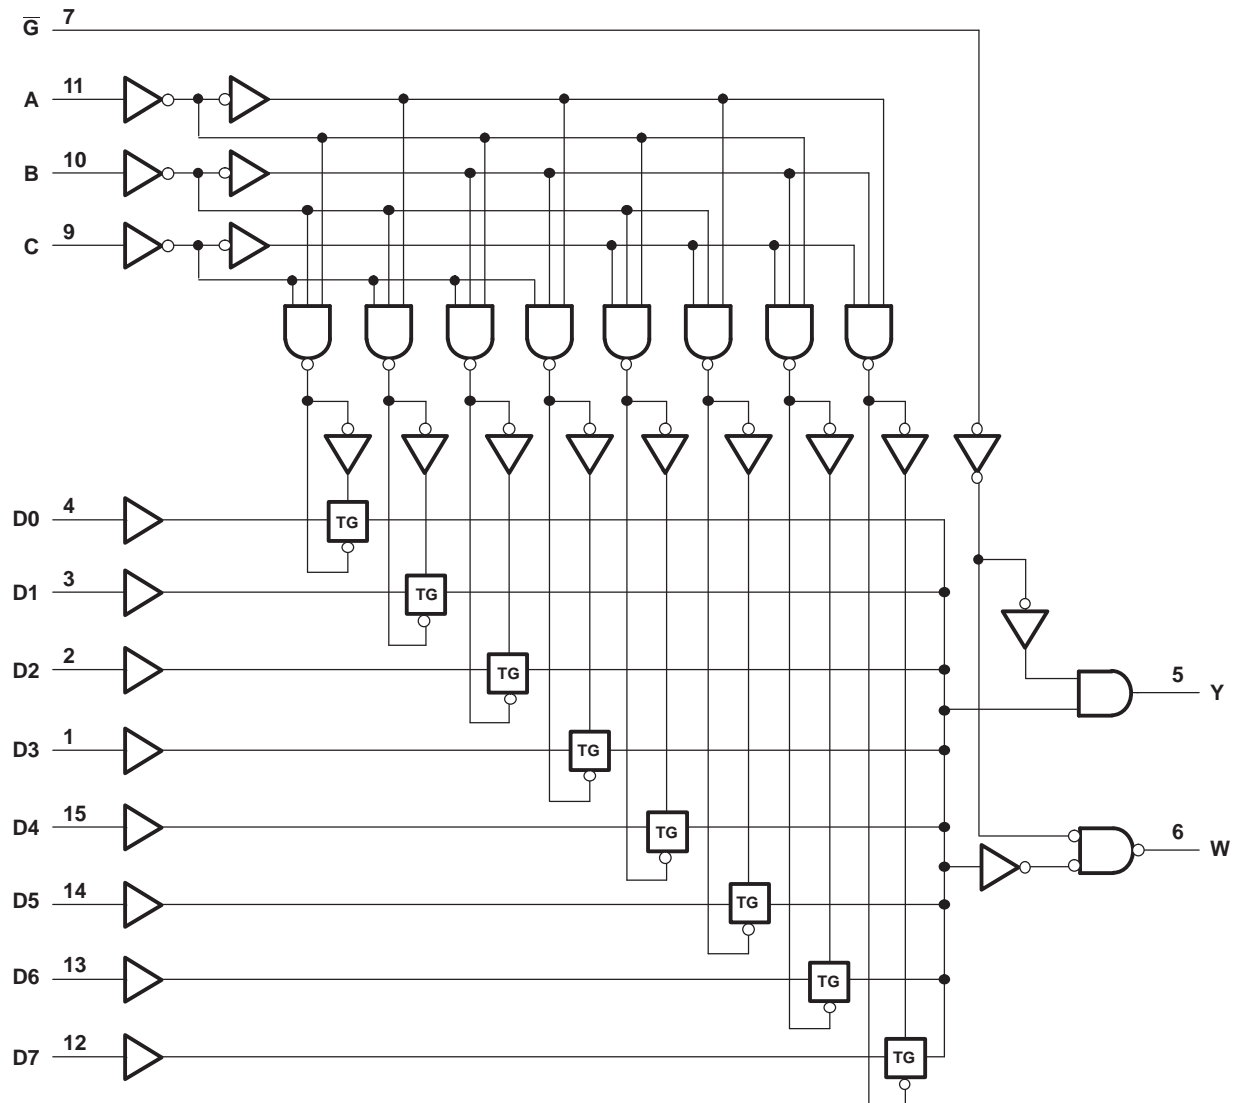 G̅ 7
A 11
B 10
C 9
D0 4
TG
D1 3
TG
D2 2
TG
5 Y
D3 1
TG
D4 15
TG
6 W
D5 14
TG
D6 13
TG
D7 12
TG